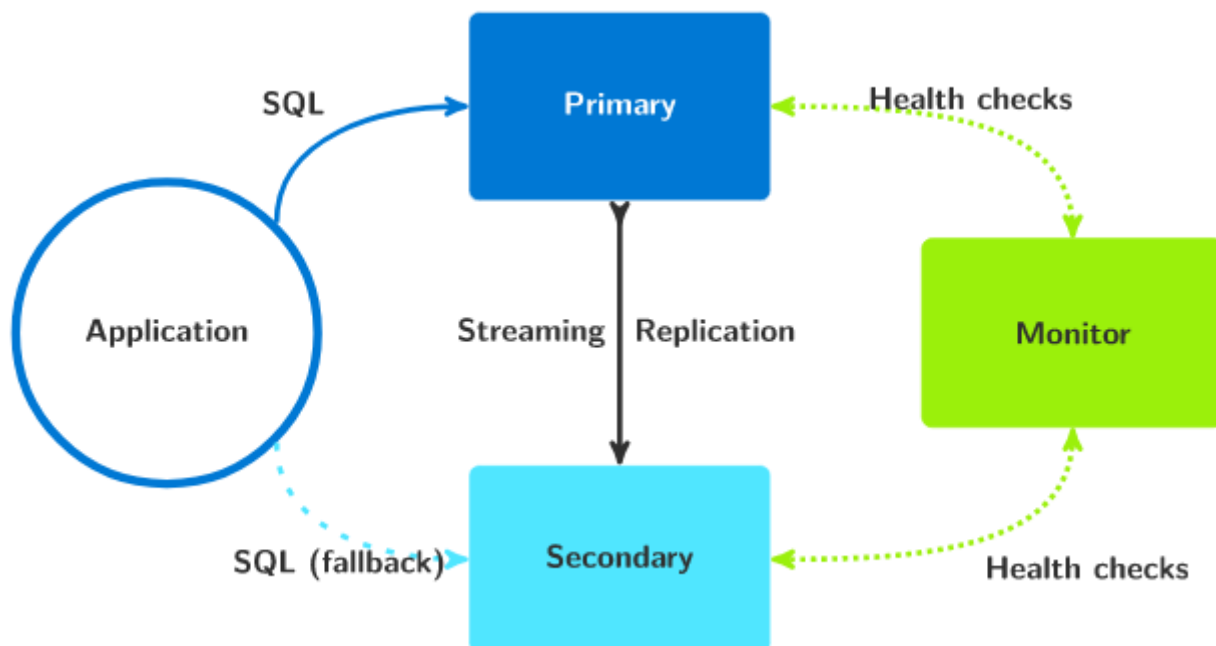 SQL
Primary
Health checks
Application
Streaming Replication
Monitor
SQL (fallback)
Secondary
Health checks